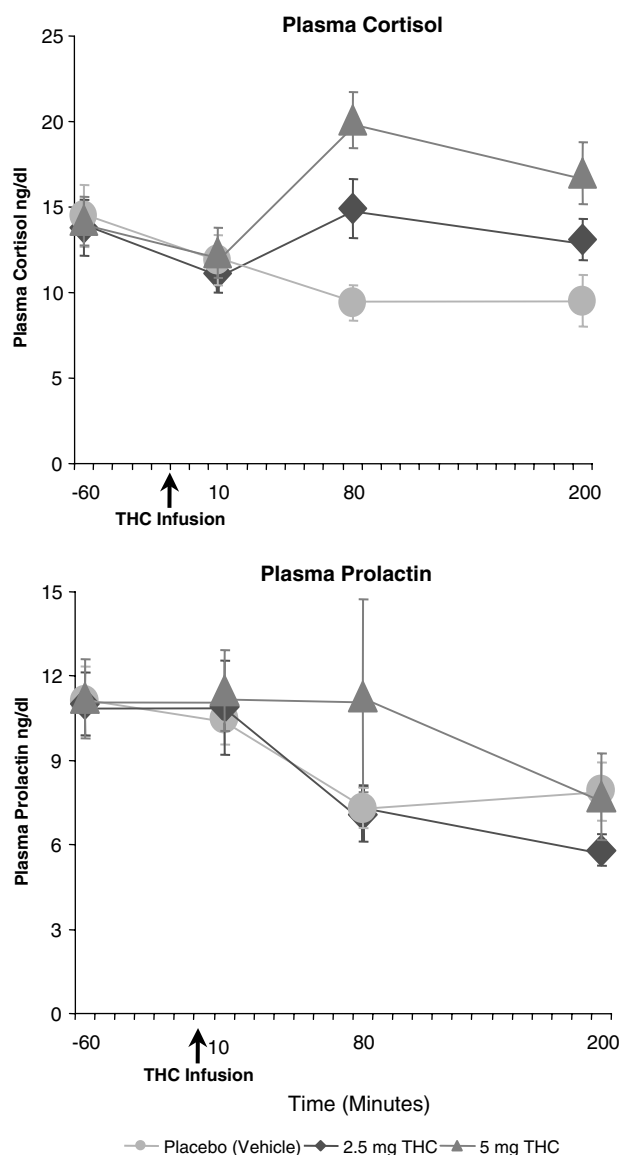 Plasma Cortisol
25
20
15
10
5
0
Plasma Cortisol ng/dl
-60 10 80 200
THC Infusion
Plasma Prolactin
15
12
9
6
3
0
Plasma Prolactin ng/dl
-60 10 80 200
THC Infusion
Time (Minutes)
Placebo (Vehicle) 2.5 mg THC 5 mg THC